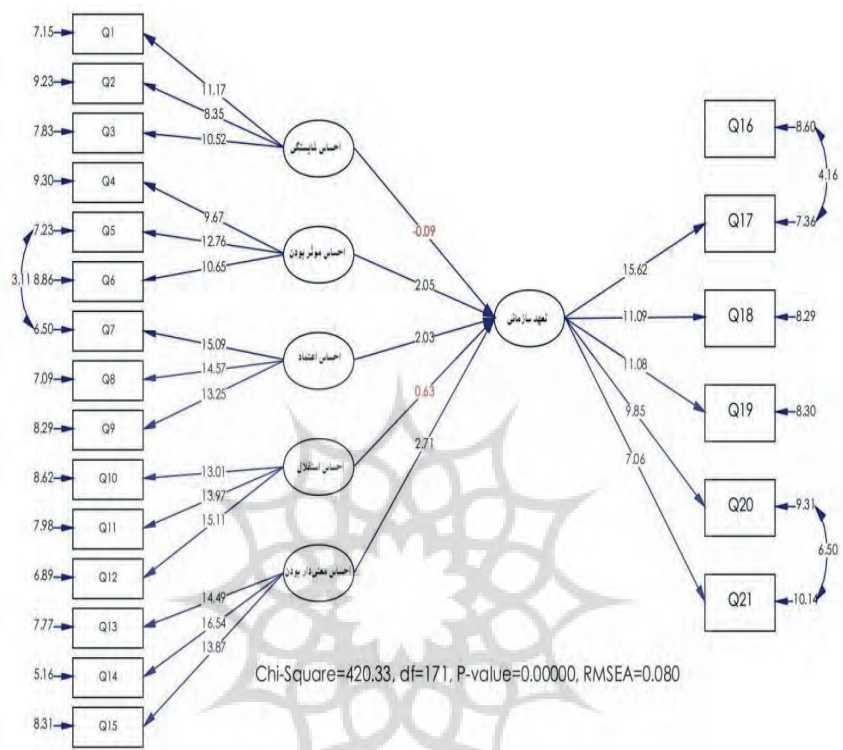 7.15 Q1
9.23 Q2
7.83 Q3
9.30 Q4
7.23 Q5
8.86 Q6
6.50 Q7
7.09 Q8
8.29 Q9
8.62 Q10
7.98 Q11
6.89 Q12
7.77 Q13
5.16 Q14
8.31 Q15
3.11
11.17
8.35
10.52
9.67
12.76
10.65
15.09
14.57
13.25
13.01
13.97
15.11
14.49
16.54
13.87
احساس شایستگی
احساس موثر بودن
احساس اعتماد
احساس استقلال
احساس معنی‌دار بودن
-0.09
2.05
2.03
0.63
2.71
تعهد سازمانی
15.62
11.09
11.08
9.85
7.06
Q16 8.60
Q17 7.36
Q18 8.29
Q19 8.30
Q20 9.31
Q21 10.14
4.16
6.50
Chi-Square=420.33, df=171, P-value=0.00000, RMSEA=0.080